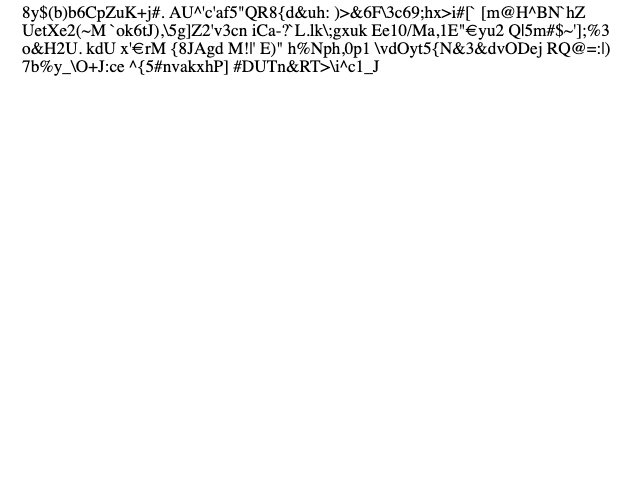 8y$(b)b6CpZuK+j#. AU^'c'af5"QR8{d&uh: )>&6F\3c69;hx>i#[` [m@H^BN`hZ
UetXe2(~M`ok6tJ),\5g]Z2'v3cn iCa-?`L.lk\;gxuk Ee10/Ma,1E"€yu2 Q|5m#$~'];%3
o&H2U. kdU x'€rM {8JAgd M!|' E)" h%Nph,0p1 \vdOyt5{N&3&dvODej RQ@=:|)
7b%y_\O+J:ce ^{5#nvakxhP] #DUTn&RT>\i^c1_J